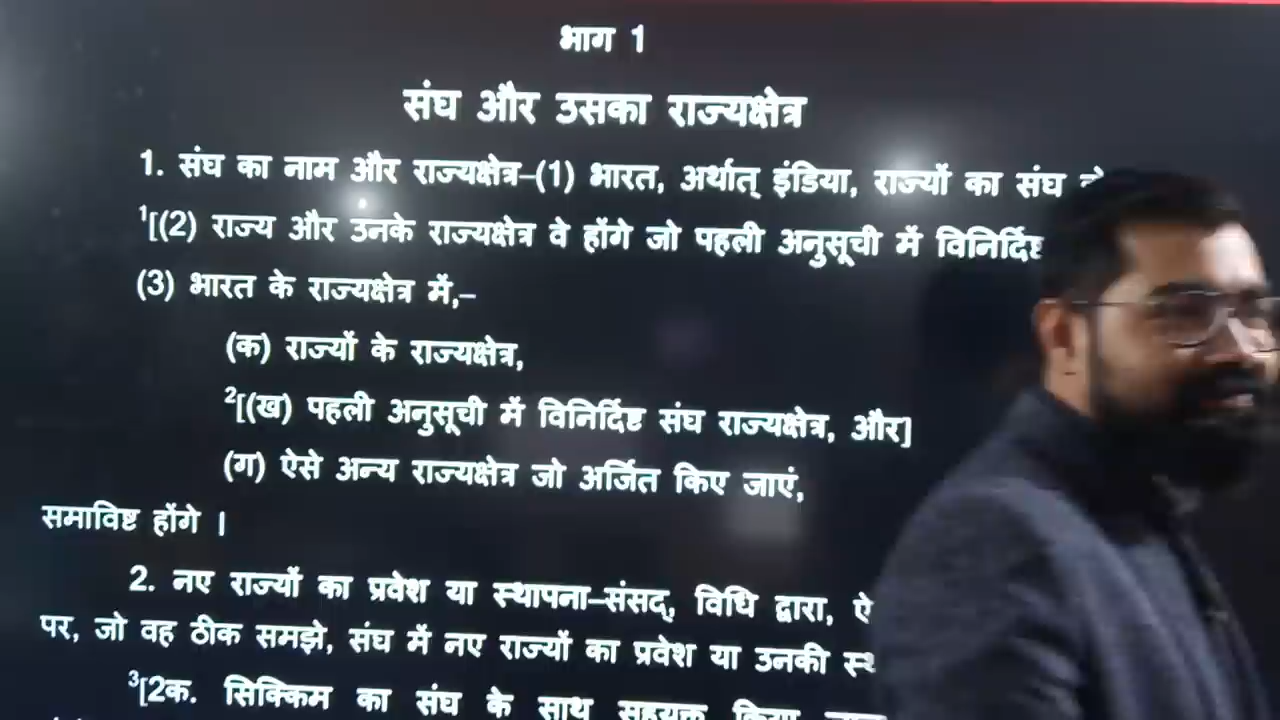 भाग 1
संघ और उसका राज्यक्षेत्र
1. संघ का नाम और राज्यक्षेत्र–(1) भारत, अर्थात् इंडिया, राज्यों का संघ
¹[(2) राज्य और उनके राज्यक्षेत्र वे होंगे जो पहली अनुसूची में विनिर्दिष्ट
(3) भारत के राज्यक्षेत्र में,–
(क) राज्यों के राज्यक्षेत्र,
²[(ख) पहली अनुसूची में विनिर्दिष्ट संघ राज्यक्षेत्र, और]
(ग) ऐसे अन्य राज्यक्षेत्र जो अर्जित किए जाएं,
समाविष्ट होंगे ।
2. नए राज्यों का प्रवेश या स्थापना–संसद्, विधि द्वारा,
पर, जो वह ठीक समझे, संघ में नए राज्यों का प्रवेश या उनकी
³[2क. सिक्किम का संघ के साथ